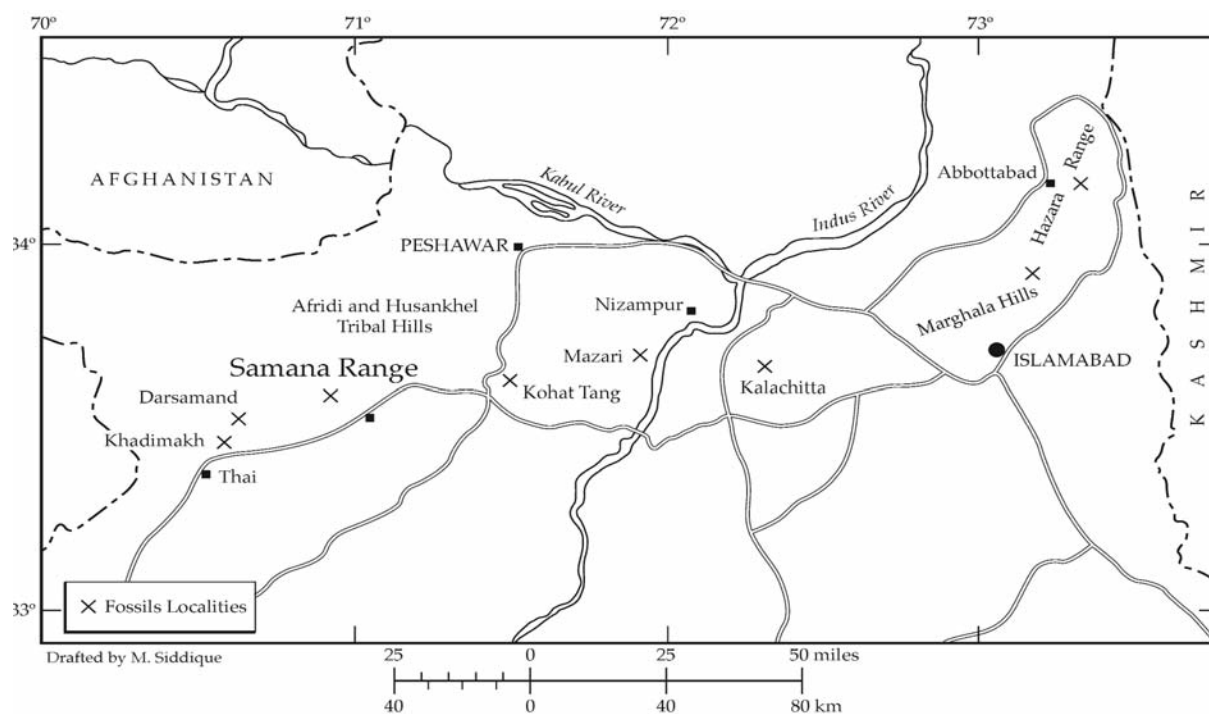 70º 71º 72º 73º
AFGHANISTAN
Kabul River
Indus River
Abbottabad
Hazara Range
KASHMIR
34º
PESHAWAR
Afridi and Husankhel
Tribal Hills
Nizampur
Marghala Hills
Mazari
ISLAMABAD
Samana Range
Kohat Tang
Kalachitta
Darsamand
Khadimakh
Thai
Fossils Localities
33º
Drafted by M. Siddique
25 0 25 50 miles
40 0 40 80 km